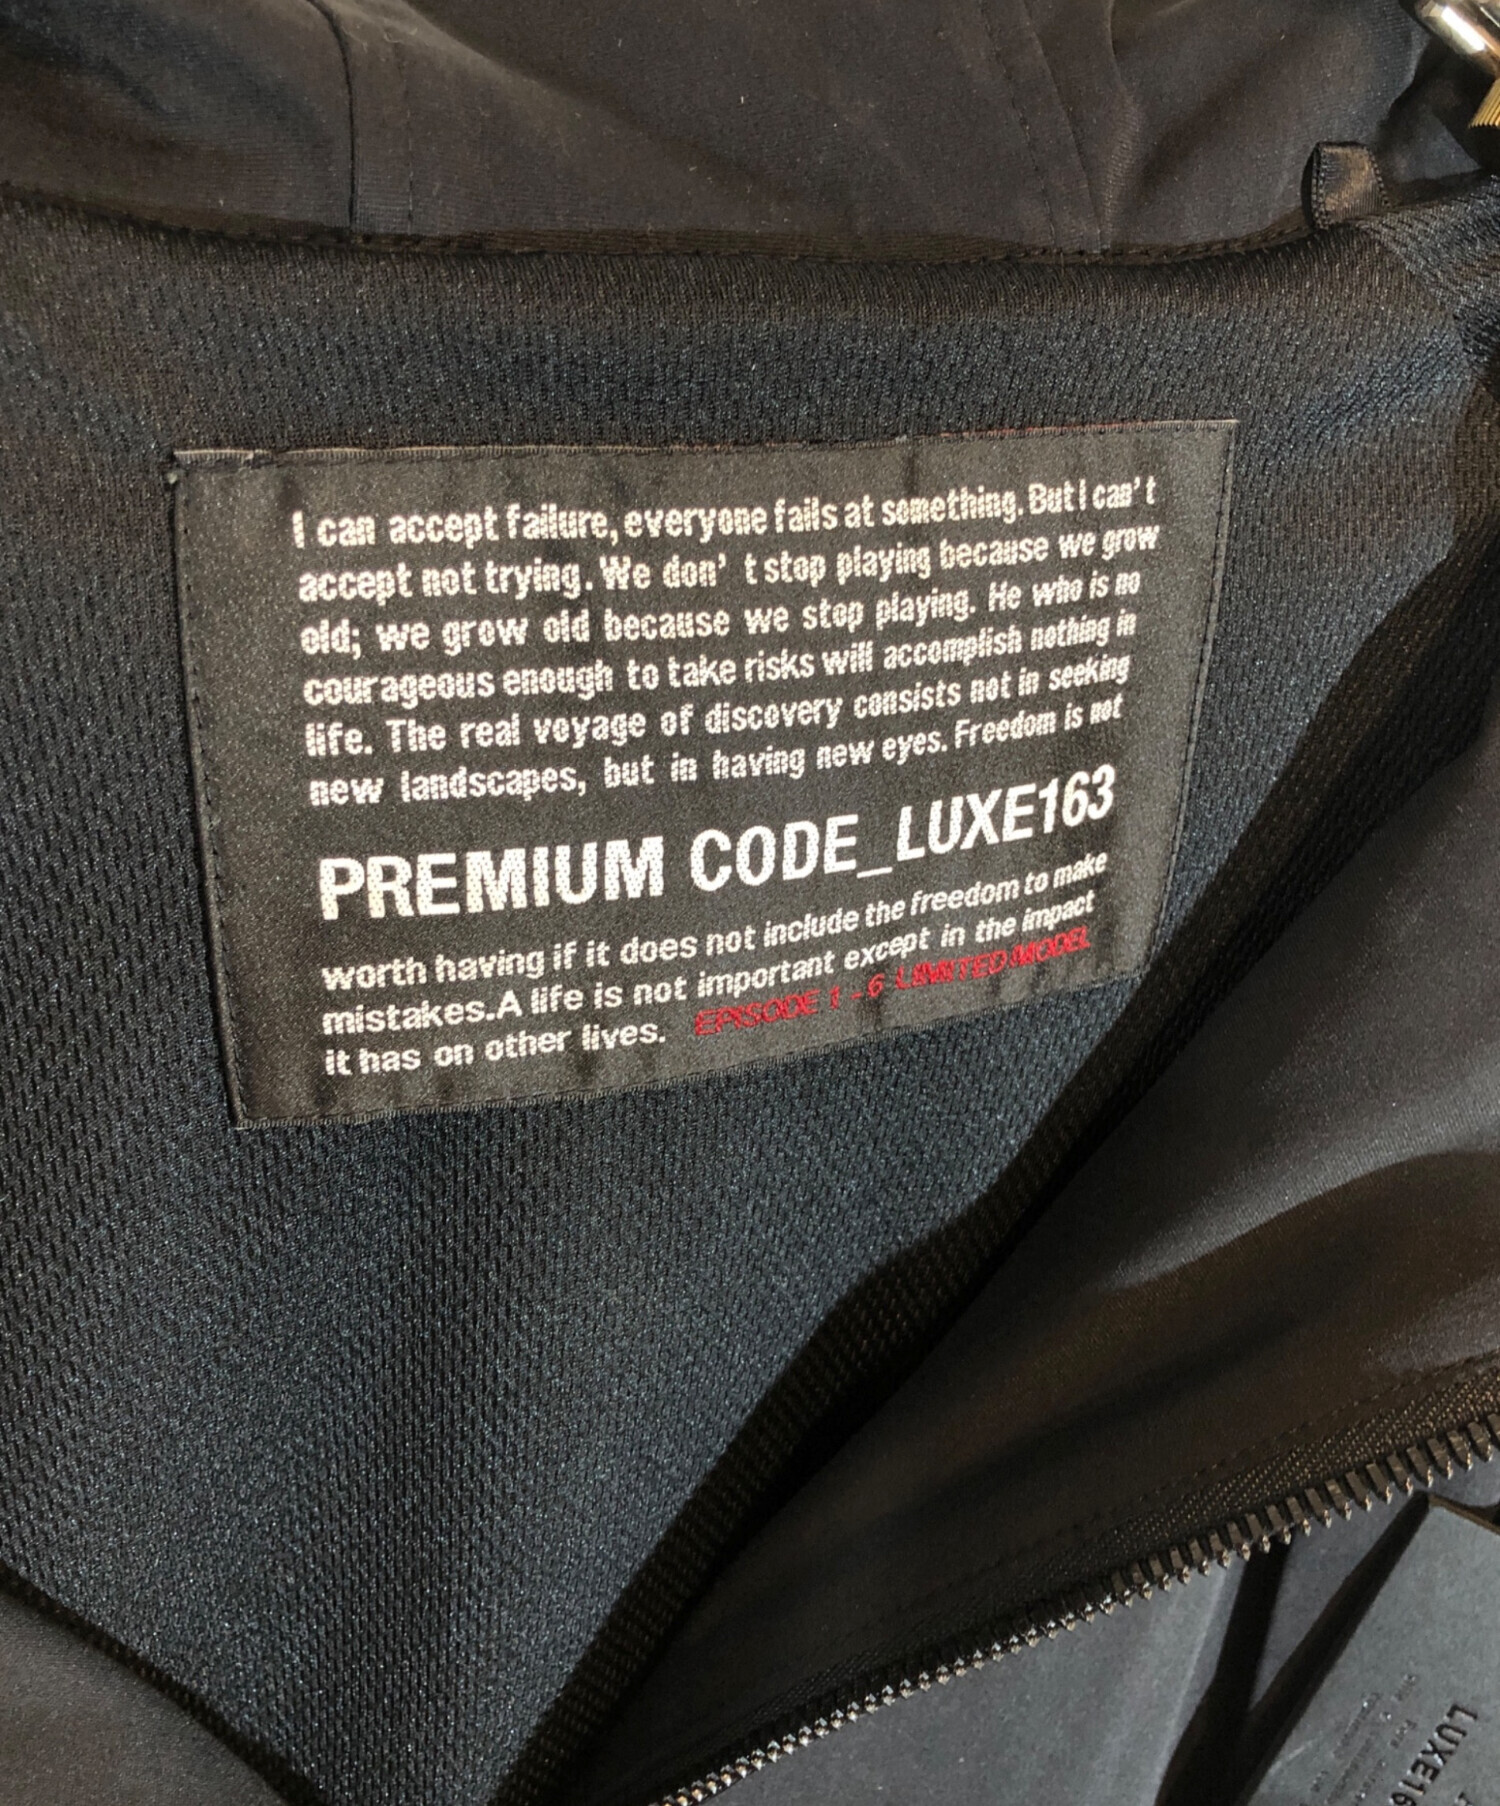 I can accept failure, everyone fails at something. But I can't
accept not trying. We don' t stop playing because we grow
old; we grow old because we stop playing. He who is no
courageous enough to take risks will accomplish nothing in
life. The real voyage of discovery consists not in seeking
new landscapes, but in having new eyes. Freedom is not
PREMIUM CODE_LUXE163
worth having if it does not include the freedom to make
mistakes. A life is not important except in the impact
it has on other lives. EPISODE 1 - 6 LIMITED MODEL
LUXE16